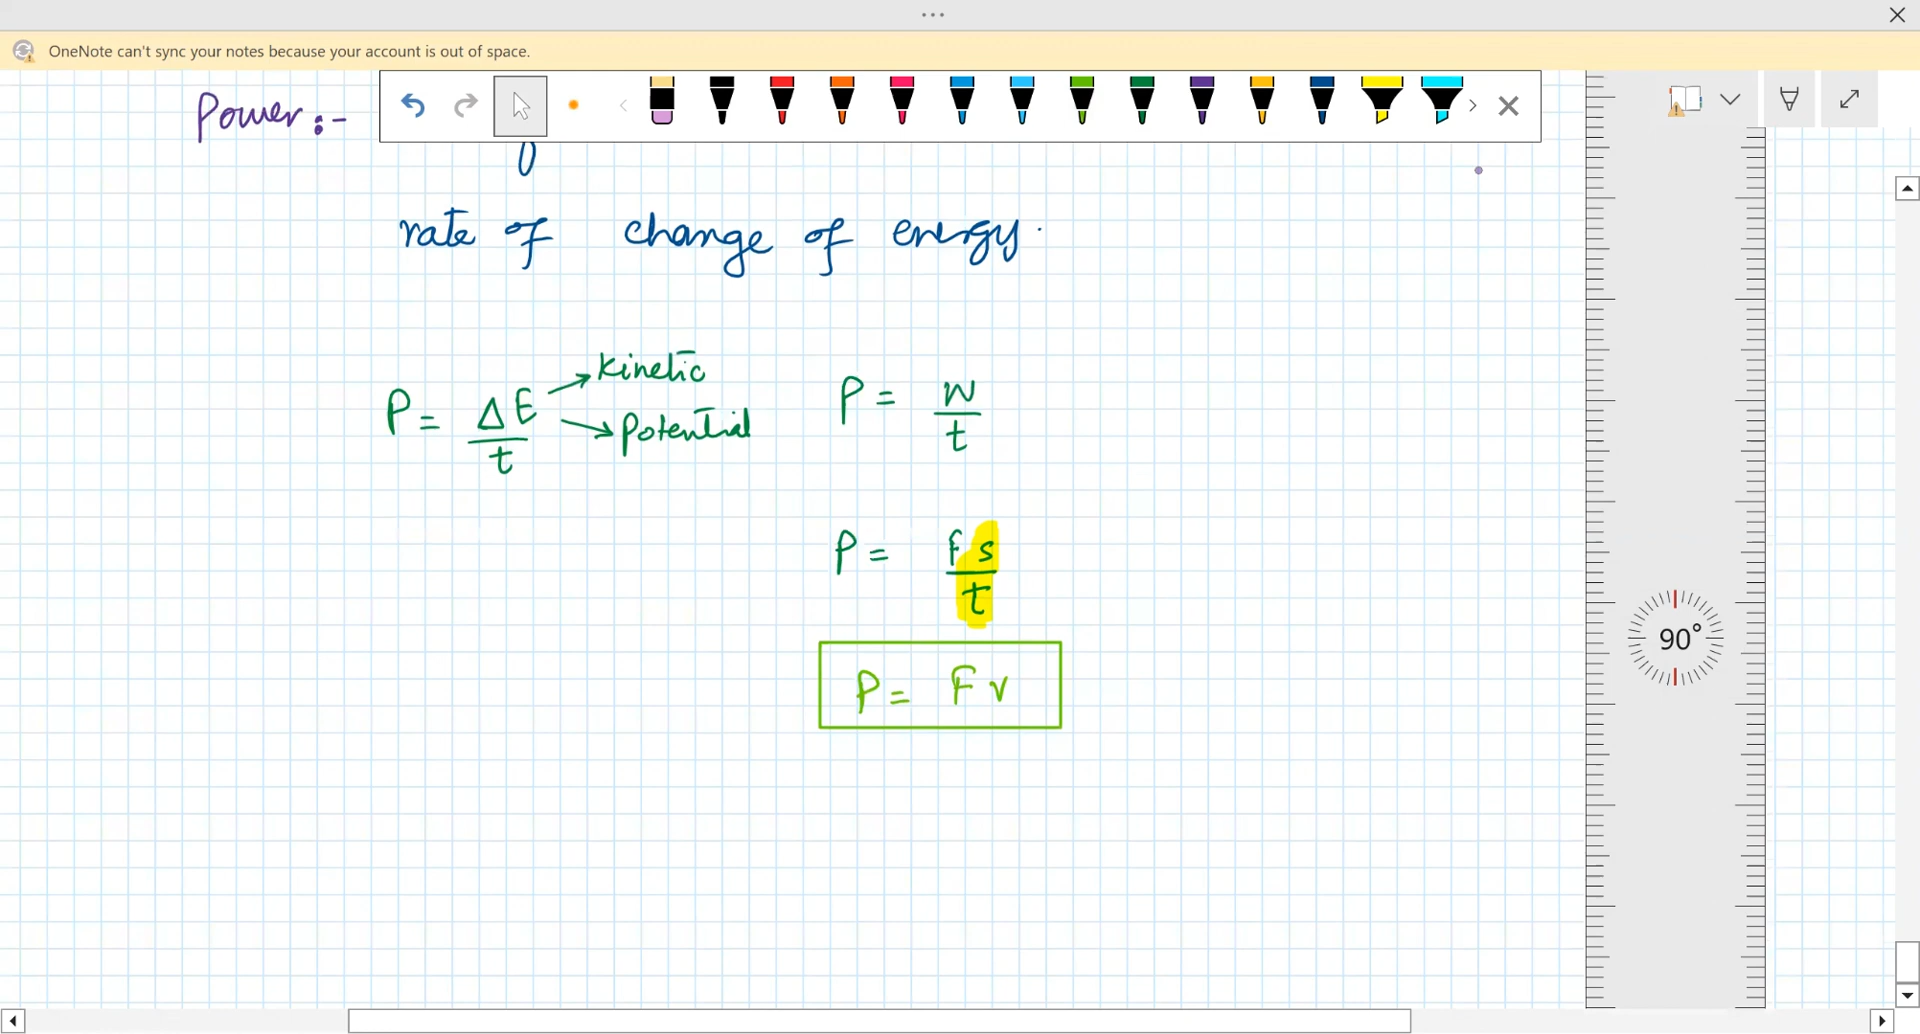 OneNote can't sync your notes because your account is out of space.
Power:-
rate of change of energy.
P = ΔE/t → Kinetic → Potential
P = W/t
P = Fs/t
P = Fv
90°